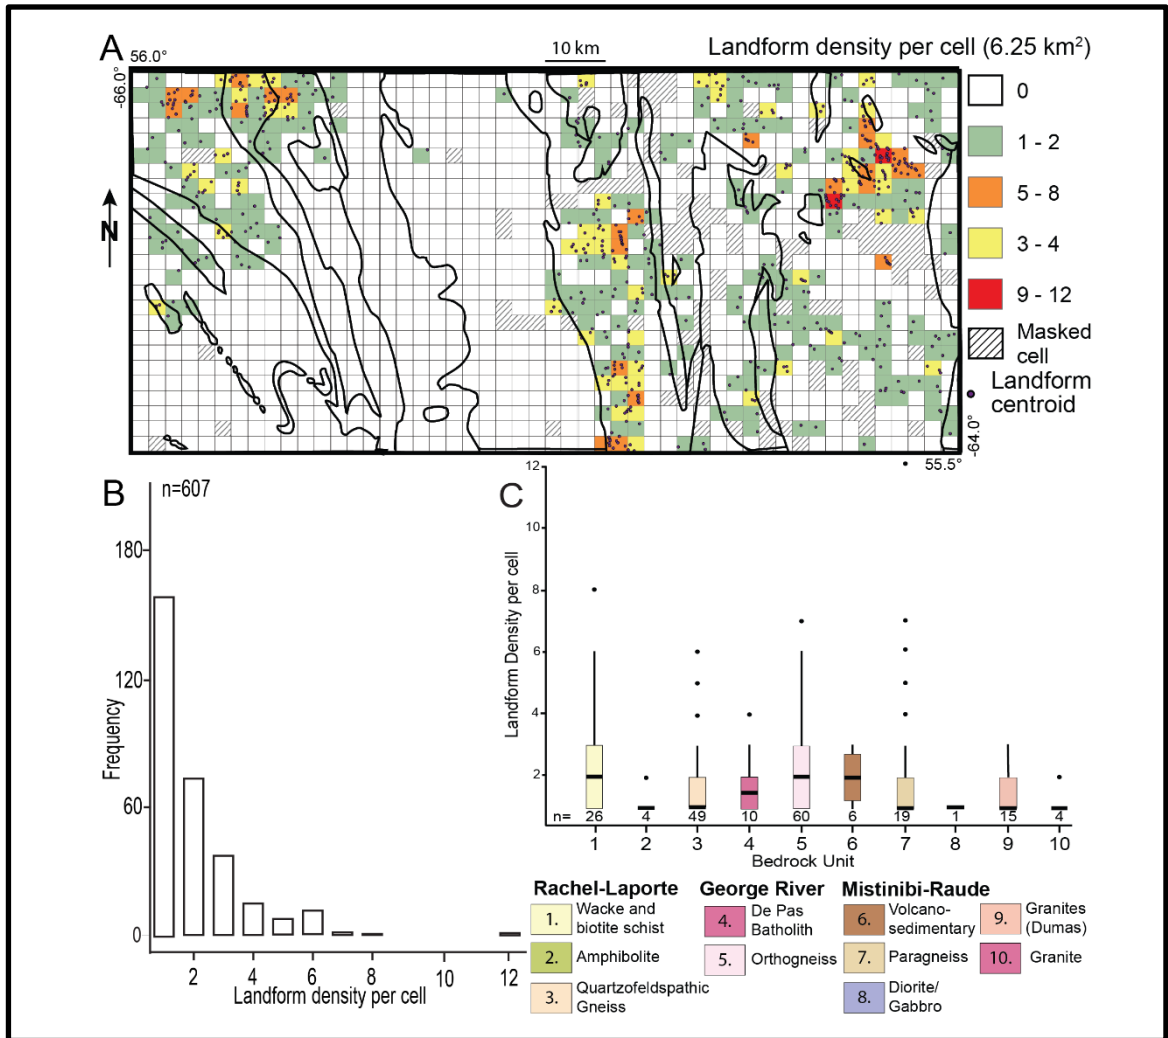 A
56.0°
-66.0°
10 km
Landform density per cell (6.25 km²)
0
1 - 2
5 - 8
3 - 4
9 - 12
Masked
cell
Landform
centroid
N
-64.0°
55.5°
B
n=607
180
120
60
0
Frequency
2
4
6
8
10
12
Landform density per cell
C
12
10
8
6
4
2
Landform Density per cell
n=
26
4
49
10
60
6
19
1
15
4
1
2
3
4
5
6
7
8
9
10
Bedrock Unit
Rachel-Laporte
1. Wacke and
biotite schist
2. Amphibolite
3. Quartzofeldspathic
Gneiss
George River
4. De Pas
Batholith
5. Orthogneiss
Mistinibi-Raude
6. Volcano-
sedimentary
7. Paragneiss
8. Diorite/
Gabbro
9. Granites
(Dumas)
10. Granite